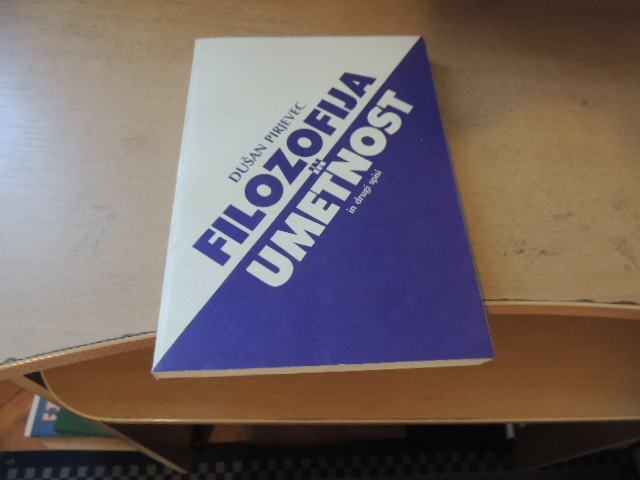 DUŠAN PIRJEVEC
FILOZOFIJA
IN
UMETNOST
in drugi spisi